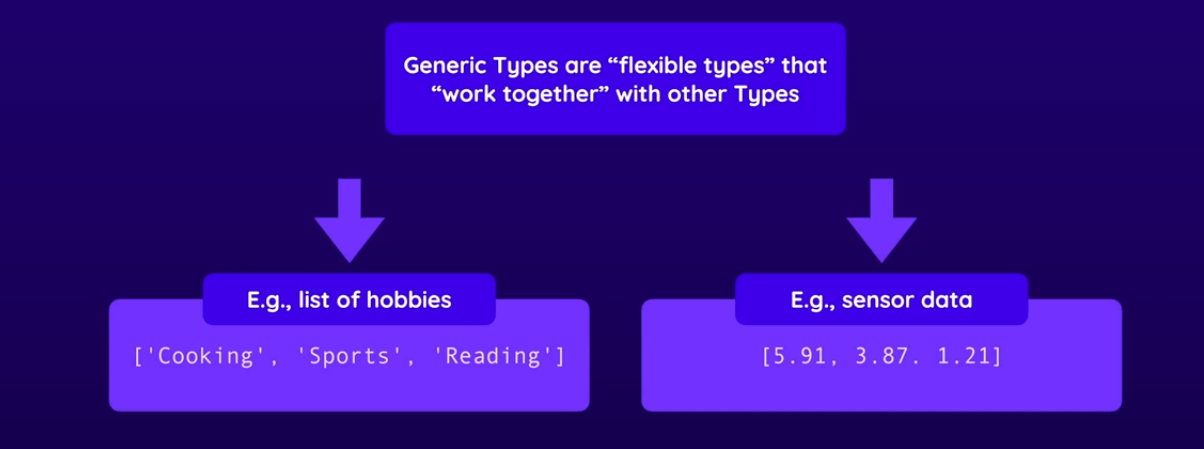 Generic Types are “flexible types” that
“work together” with other Types
E.g., list of hobbies
['Cooking', 'Sports', 'Reading']
E.g., sensor data
[5.91, 3.87. 1.21]